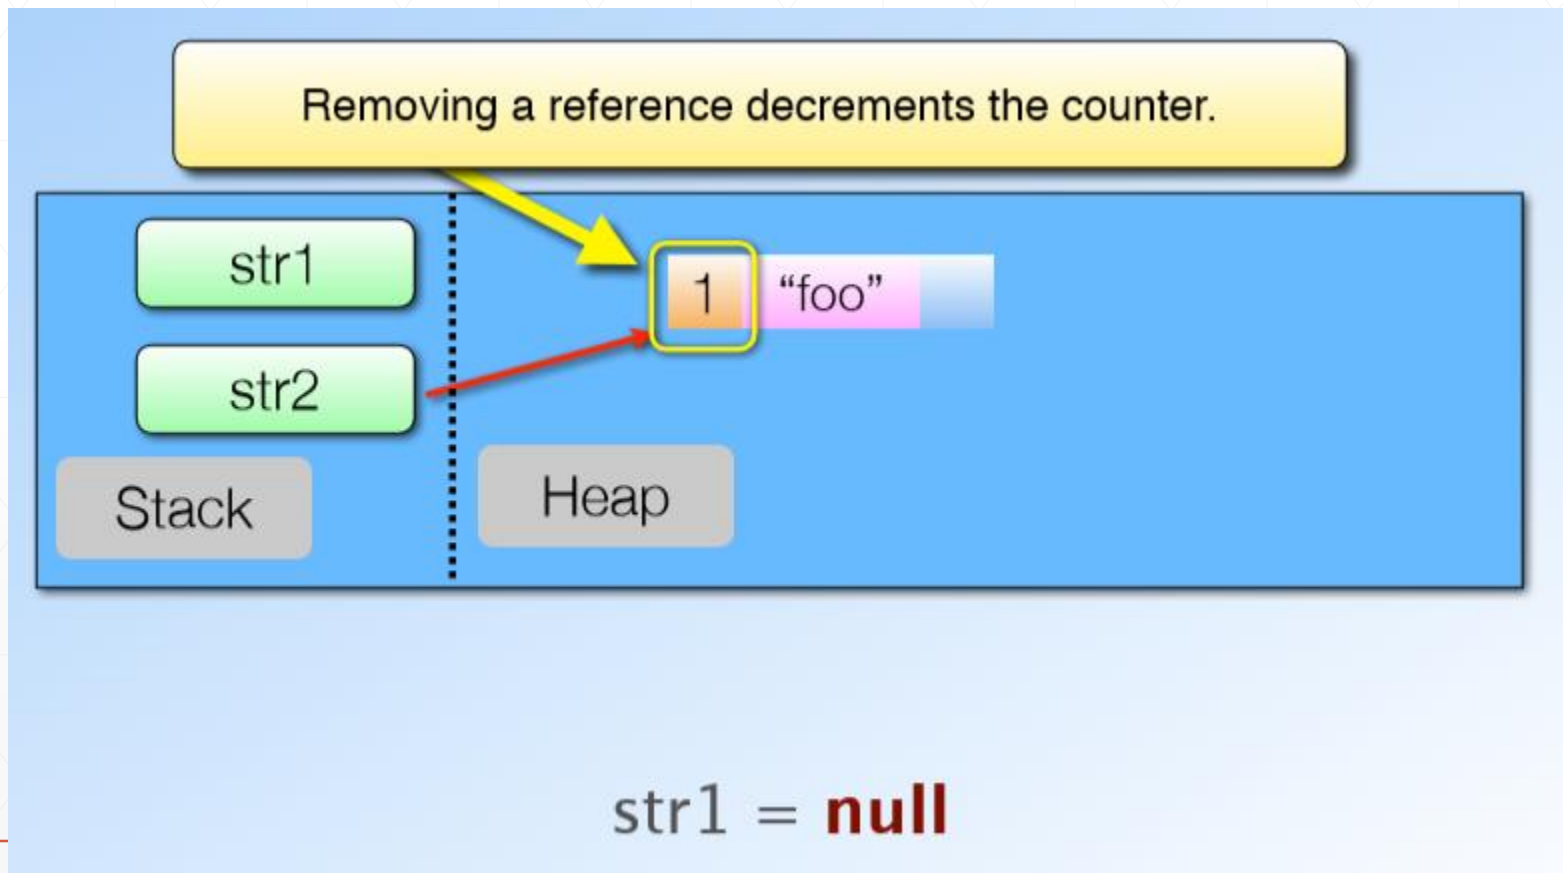 Removing a reference decrements the counter.
str1
1 “foo”
str2
Stack
Heap
str1 = null